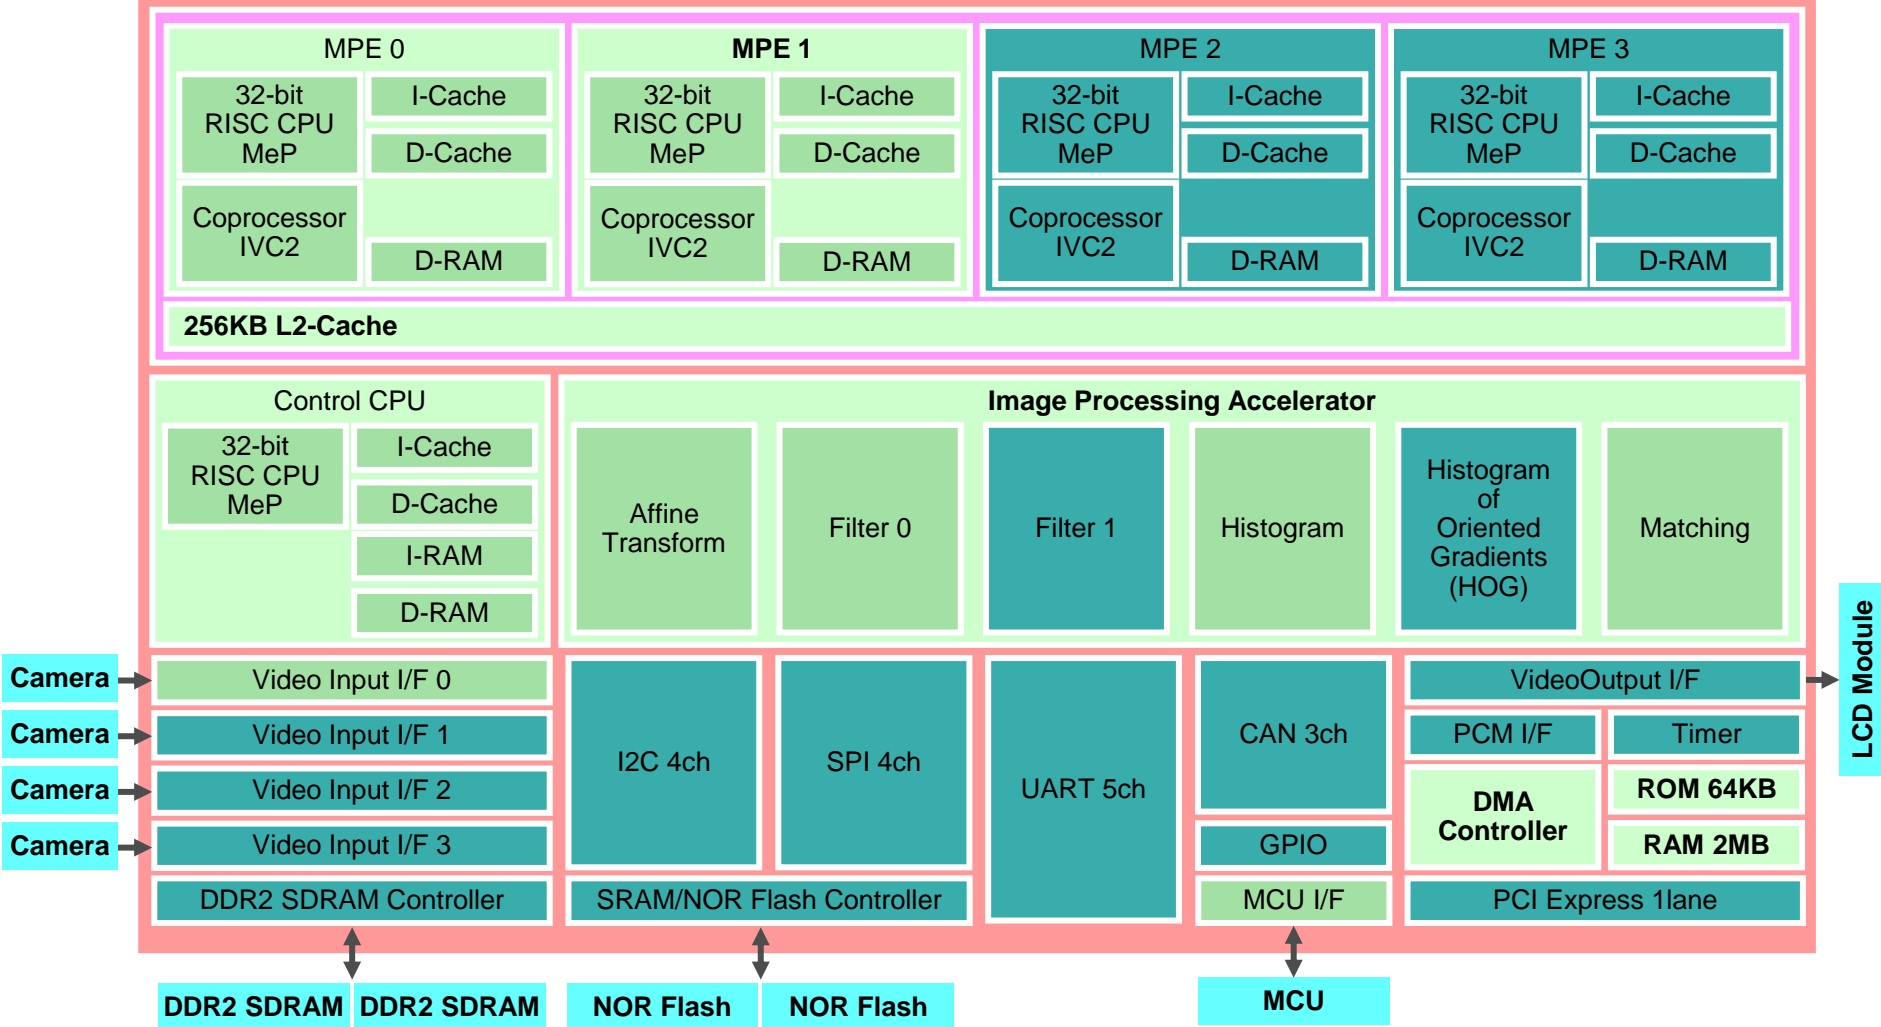 MPE 0
32-bit
RISC CPU
MeP
I-Cache
D-Cache
Coprocessor
IVC2
D-RAM
MPE 1
32-bit
RISC CPU
MeP
I-Cache
D-Cache
Coprocessor
IVC2
D-RAM
MPE 2
32-bit
RISC CPU
MeP
I-Cache
D-Cache
Coprocessor
IVC2
D-RAM
MPE 3
32-bit
RISC CPU
MeP
I-Cache
D-Cache
Coprocessor
IVC2
D-RAM
256KB L2-Cache
Control CPU
32-bit
RISC CPU
MeP
I-Cache
D-Cache
I-RAM
D-RAM
Image Processing Accelerator
Affine
Transform
Filter 0
Filter 1
Histogram
Histogram
of
Oriented
Gradients
(HOG)
Matching
Camera
Camera
Camera
Camera
Video Input I/F 0
Video Input I/F 1
Video Input I/F 2
Video Input I/F 3
DDR2 SDRAM Controller
I2C 4ch
SPI 4ch
SRAM/NOR Flash Controller
UART 5ch
CAN 3ch
GPIO
MCU I/F
VideoOutput I/F
PCM I/F
Timer
DMA
Controller
ROM 64KB
RAM 2MB
PCI Express 1lane
LCD Module
DDR2 SDRAM
DDR2 SDRAM
NOR Flash
NOR Flash
MCU